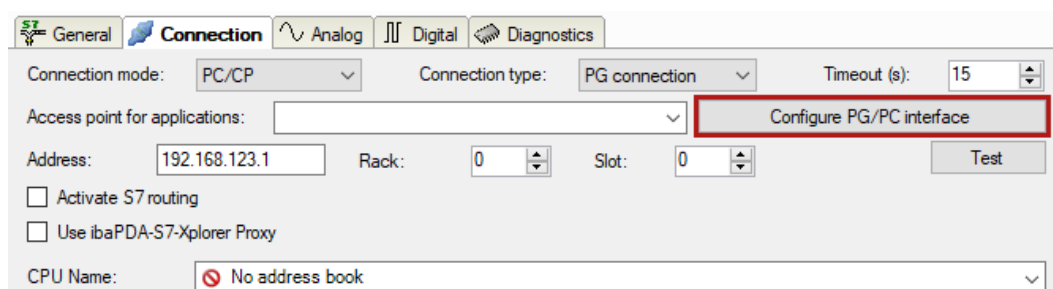 S7 General Connection Analog Digital Diagnostics
Connection mode: PC/CP Connection type: PG connection Timeout (s): 15
Access point for applications: Configure PG/PC interface
Address: 192.168.123.1 Rack: 0 Slot: 0 Test
Activate S7 routing
Use ibaPDA-S7-Xplorer Proxy
CPU Name: No address book